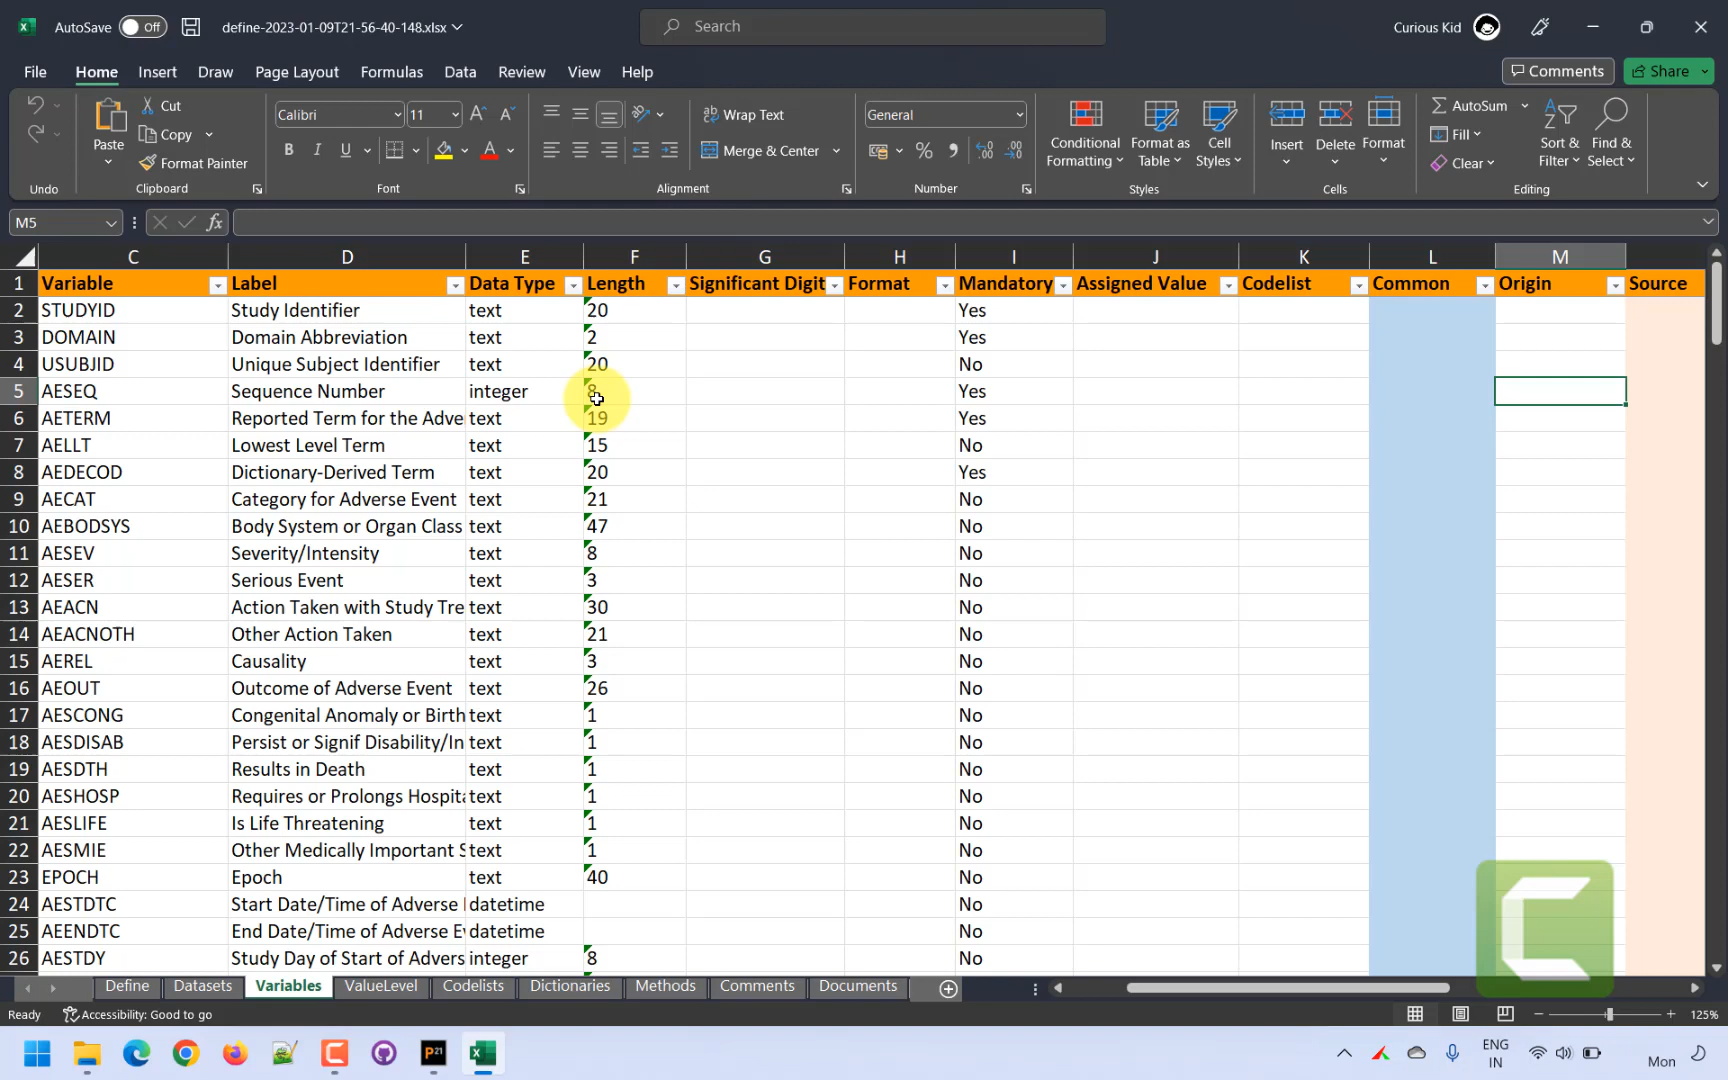 AutoSave Off define-2023-01-09T21-56-40-148.xlsx Search Curious Kid
File Home Insert Draw Page Layout Formulas Data Review View Help Comments Share
Paste Cut Copy Format Painter Calibri 11 Wrap Text Merge & Center General Conditional Formatting Format as Table Cell Styles Insert Delete Format AutoSum Fill Clear Sort & Filter Find & Select
Undo Clipboard Font Alignment Number Styles Cells Editing
M5 fx
C D E F G H I J K L M
1 Variable Label Data Type Length Significant Digit Format Mandatory Assigned Value Codelist Common Origin Source
2 STUDYID Study Identifier text 20 Yes
3 DOMAIN Domain Abbreviation text 2 Yes
4 USUBJID Unique Subject Identifier text 20 No
5 AESEQ Sequence Number integer 8 Yes
6 AETERM Reported Term for the Adve text 19 Yes
7 AELLT Lowest Level Term text 15 No
8 AEDECOD Dictionary-Derived Term text 20 Yes
9 AECAT Category for Adverse Event text 21 No
10 AEBODSYS Body System or Organ Class text 47 No
11 AESEV Severity/Intensity text 8 No
12 AESER Serious Event text 3 No
13 AEACN Action Taken with Study Tre text 30 No
14 AEACNOTH Other Action Taken text 21 No
15 AEREL Causality text 3 No
16 AEOUT Outcome of Adverse Event text 26 No
17 AESCONG Congenital Anomaly or Birth text 1 No
18 AESDISAB Persist or Signif Disability/In text 1 No
19 AESDTH Results in Death text 1 No
20 AESHOSP Requires or Prolongs Hospita text 1 No
21 AESLIFE Is Life Threatening text 1 No
22 AESMIE Other Medically Important S text 1 No
23 EPOCH Epoch text 40 No
24 AESTDTC Start Date/Time of Adverse datetime No
25 AEENDTC End Date/Time of Adverse Ev datetime No
26 AESTDY Study Day of Start of Advers integer 8 No
Define Datasets Variables ValueLevel Codelists Dictionaries Methods Comments Documents
Ready Accessibility: Good to go 125%
P21 ENG IN Mon